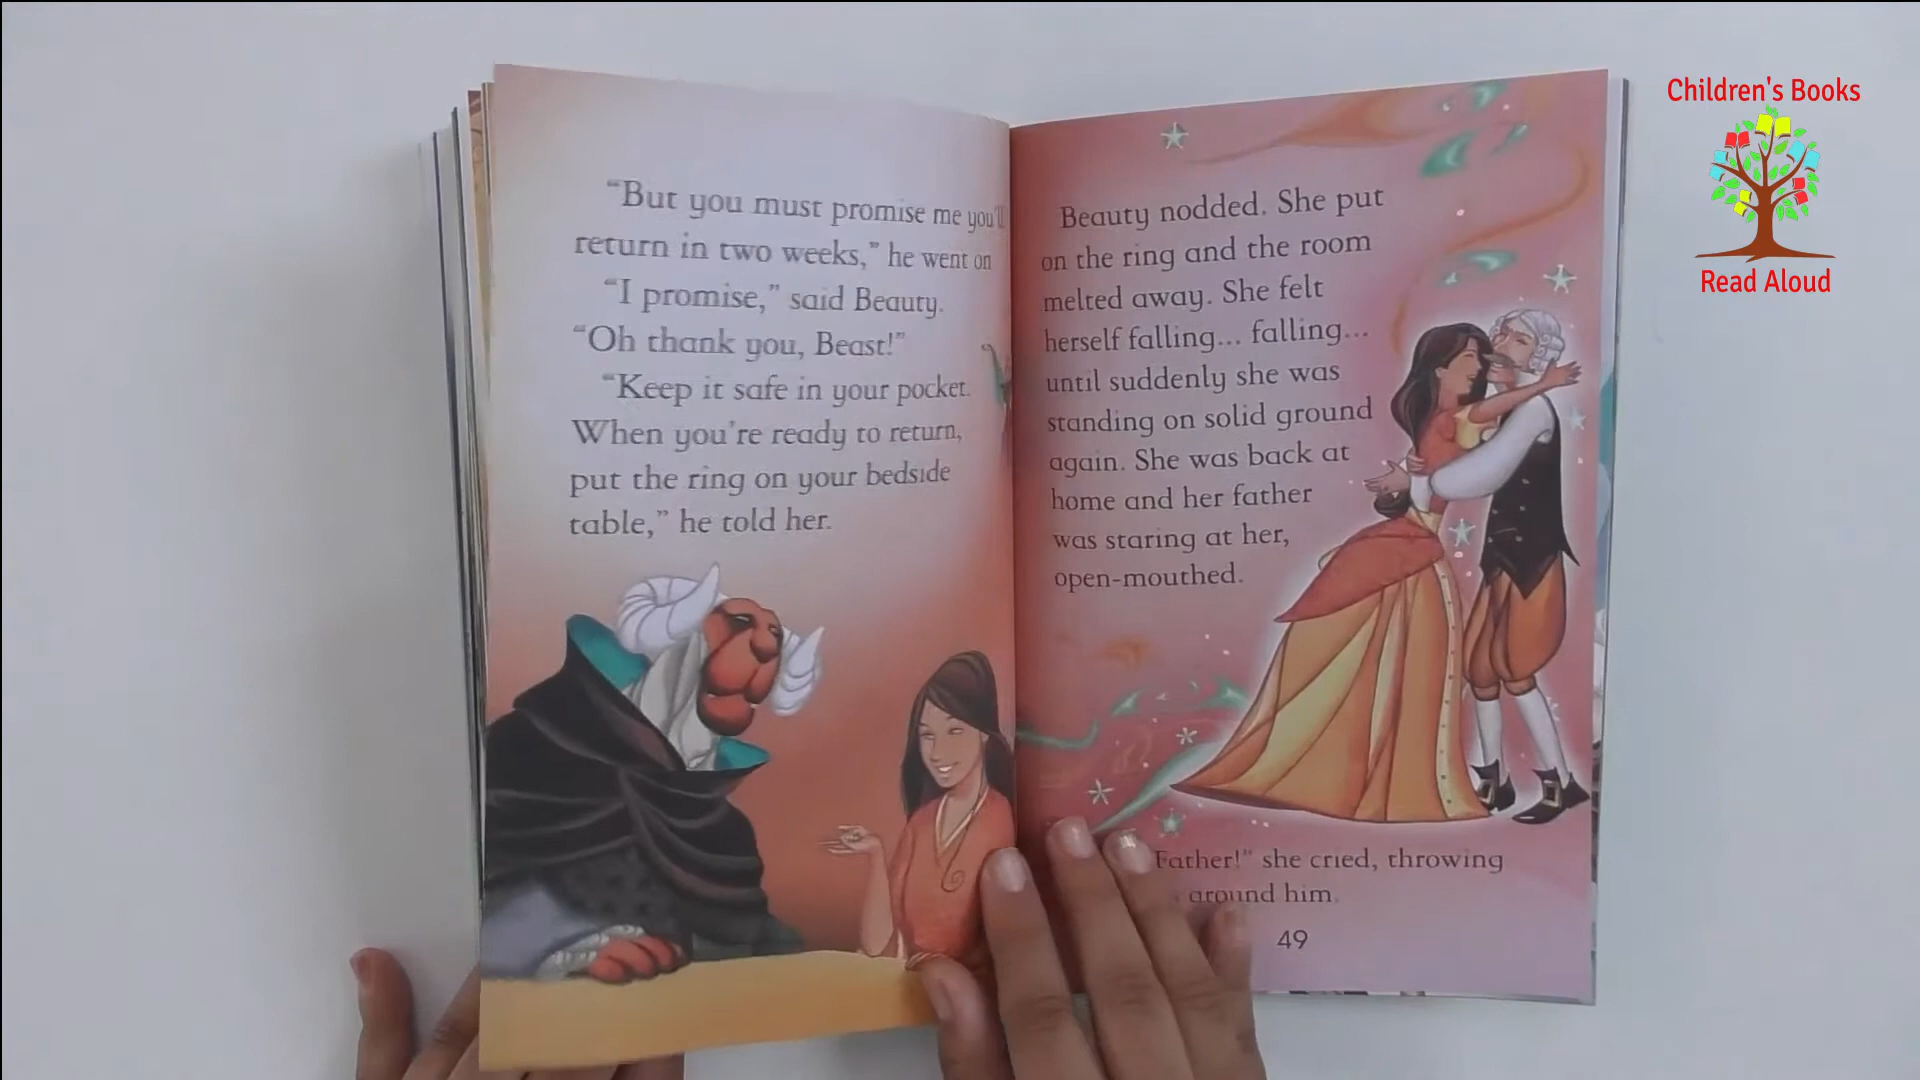 “But you must promise me you'll
return in two weeks,” he went on
“I promise,” said Beauty.
“Oh thank you, Beast!”
“Keep it safe in your pocket.
When you're ready to return,
put the ring on your bedside
table,” he told her.
Beauty nodded. She put
on the ring and the room
melted away. She felt
herself falling... falling...
until suddenly she was
standing on solid ground
again. She was back at
home and her father
was staring at her,
open-mouthed.
Father!” she cried, throwing
around him.
49
Children's Books
Read Aloud